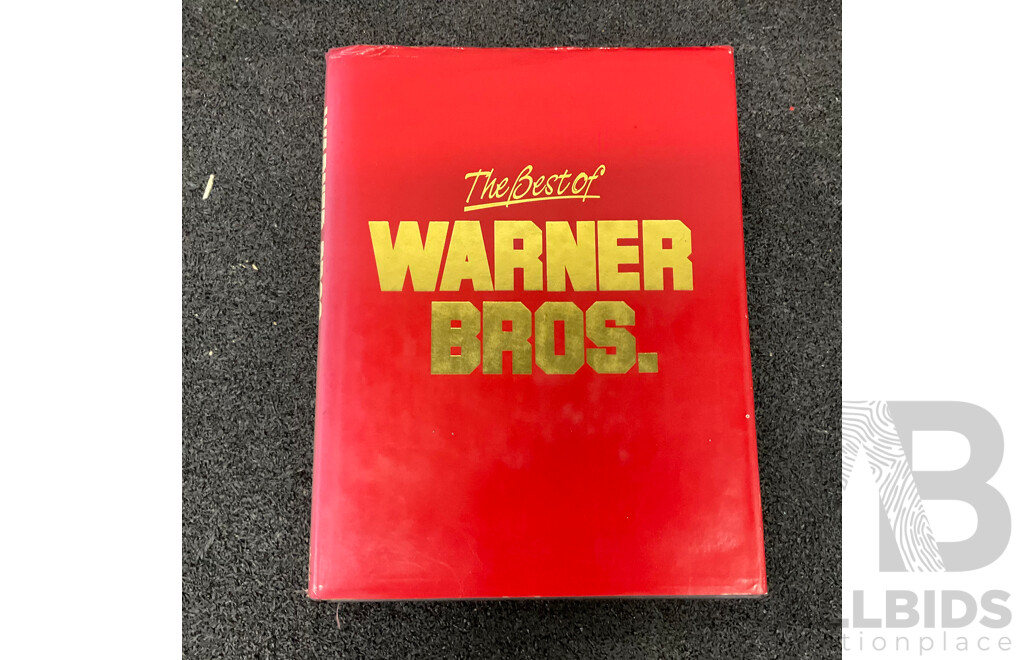 The Best of
WARNER
BROS.
B
LLBIDS
tionplace